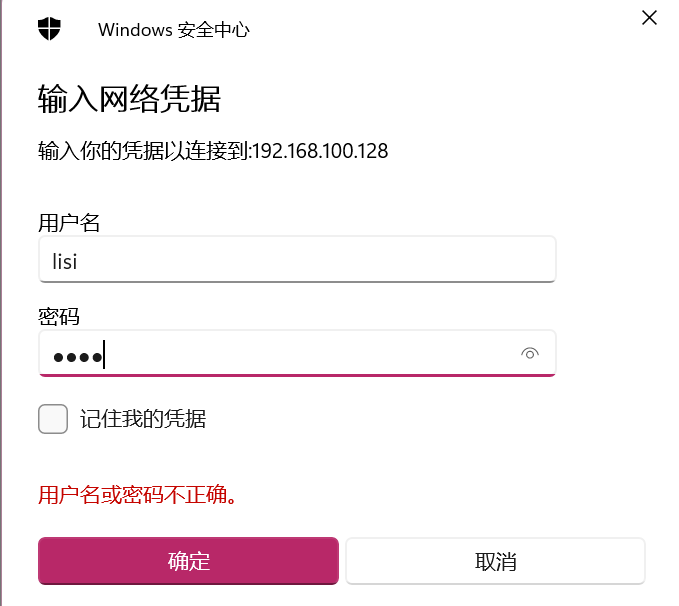 Windows 安全中心
输入网络凭据
输入你的凭据以连接到:192.168.100.128
用户名
lisi
密码
••••
记住我的凭据
用户名或密码不正确。
确定
取消